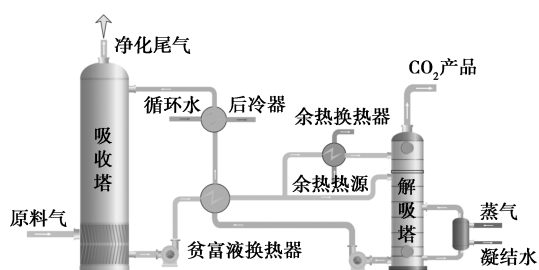 净化尾气
CO₂产品
循环水 后冷器
余热换热器
吸收塔
余热热源
解吸塔
原料气
蒸气
贫富液换热器
凝结水